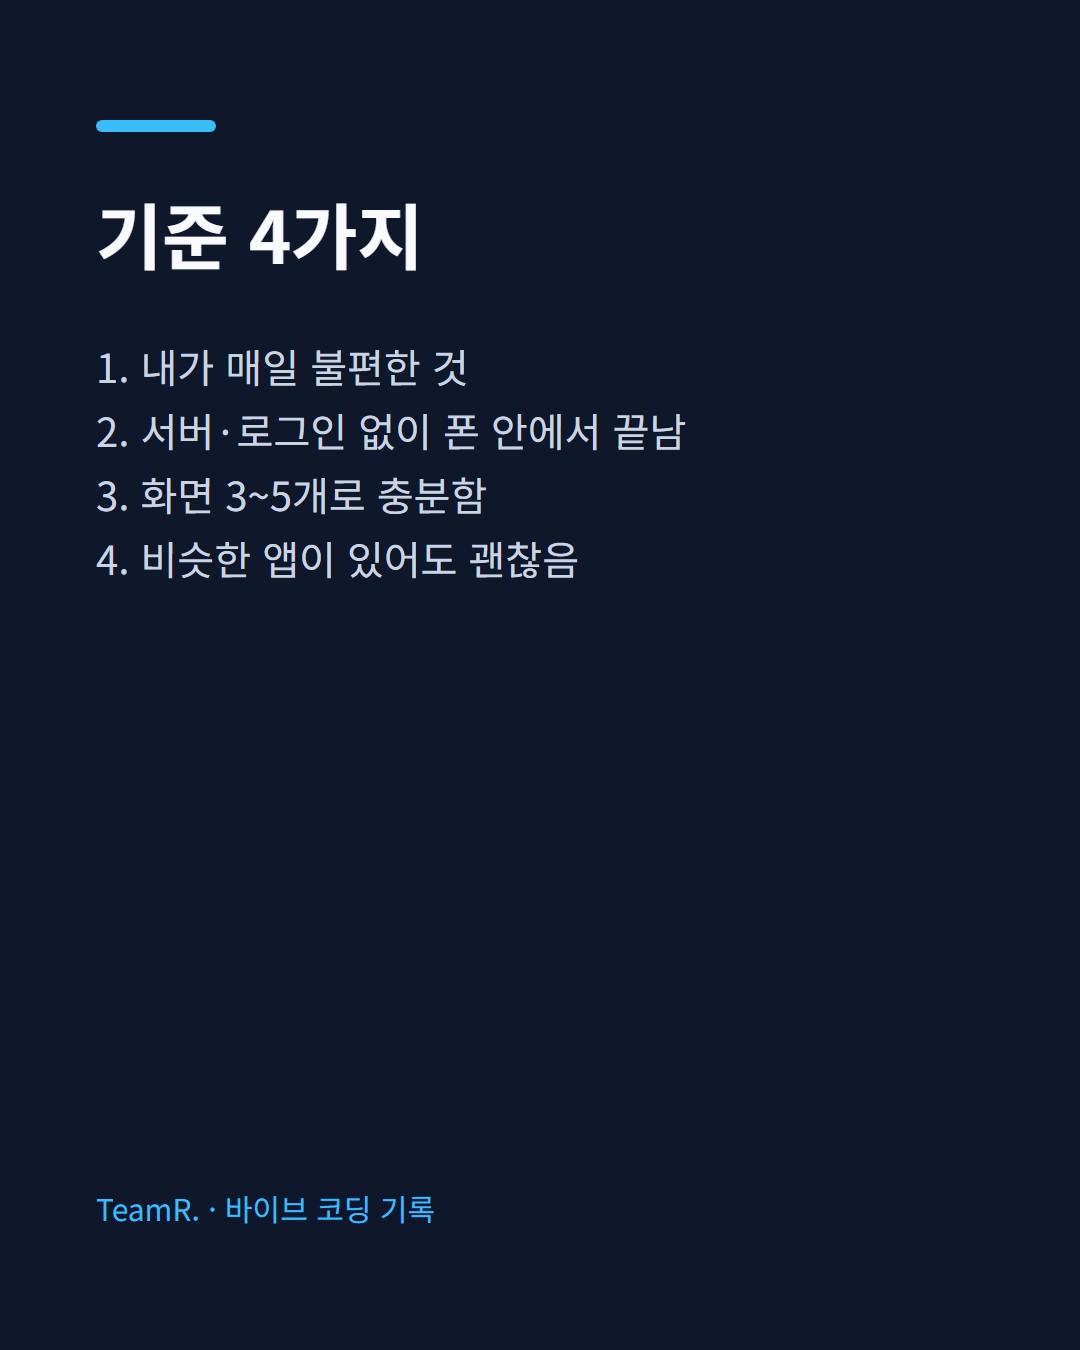 기준 4가지
1. 내가 매일 불편한 것
2. 서버·로그인 없이 폰 안에서 끝남
3. 화면 3~5개로 충분함
4. 비슷한 앱이 있어도 괜찮음
TeamR. · 바이브 코딩 기록